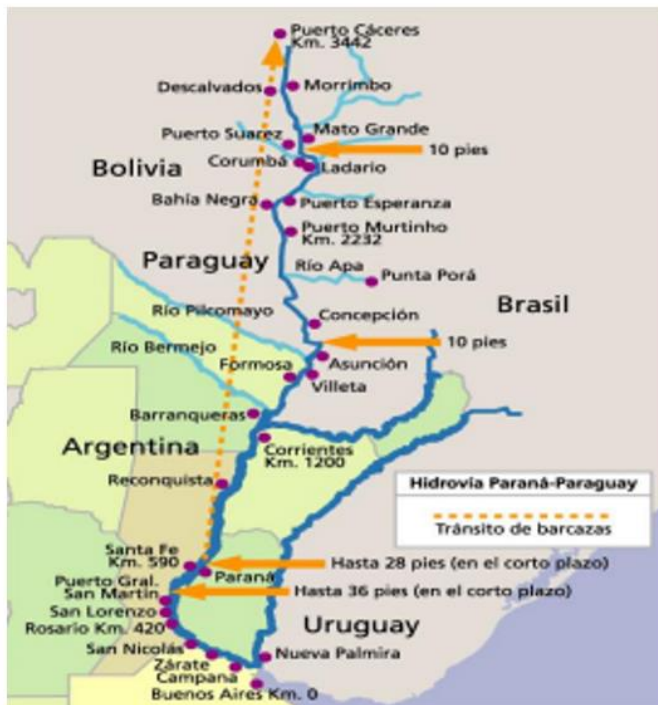 Puerto Cáceres
Km. 3442
Descalvados
Morrimbo
Puerto Suarez
Mato Grande
10 pies
Corumbá
Ladario
Bolivia
Bahía Negra
Puerto Esperanza
Puerto Murtinho
Km. 2232
Paraguay
Río Apa
Punta Porá
Río Pilcomayo
Concepción
Brasil
Río Bermejo
10 pies
Formosa
Asunción
Villeta
Barranqueras
Argentina
Corrientes
Km. 1200
Reconquista
Hidrovía Paraná-Paraguay
Tránsito de barcazas
Santa Fe
Km. 590
Paraná
Hasta 28 pies (en el corto plazo)
Puerto Gral.
San Martin
Hasta 36 pies (en el corto plazo)
San Lorenzo
Rosario Km. 420
Uruguay
San Nicolás
Nueva Palmira
Zárate
Campana
Buenos Aires Km. 0